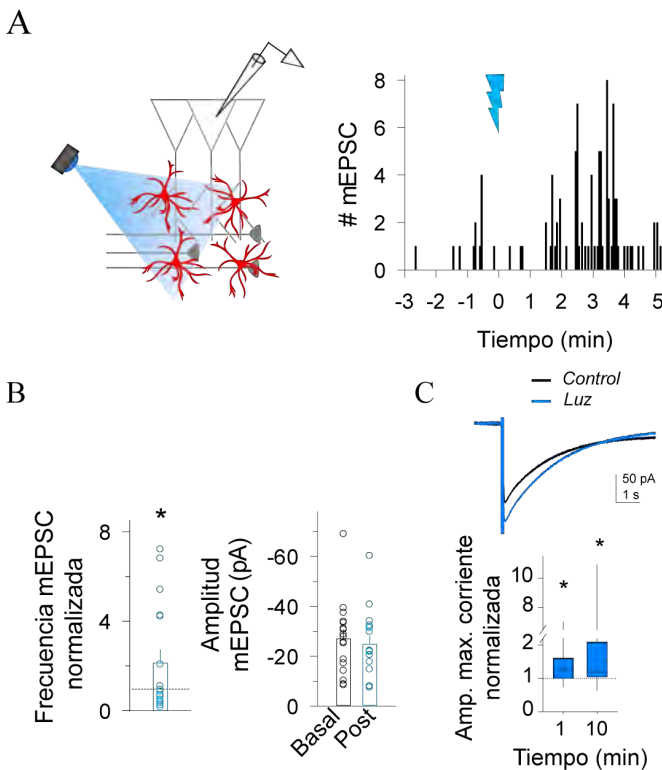 A
# mEPSC
8
6
4
2
0
-3 -2 -1 0 1 2 3 4 5
Tiempo (min)
B
Frecuencia mEPSC
normalizada
8
4
0
*
Amplitud
mEPSC (pA)
-60
-40
-20
0
Basal
Post
C
Control
Luz
50 pA
1 s
Amp. max. corriente
normalizada
10
8
2
1
0
*
*
1 10
Tiempo (min)